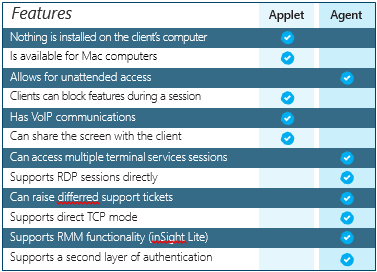 Features Applet Agent
Nothing is installed on the client's computer
Is available for Mac computers
Allows for unattended access
Clients can block features during a session
Has VoIP communications
Can share the screen with the client
Can access multiple terminal services sessions
Supports RDP sessions directly
Can raise differred support tickets
Supports direct TCP mode
Supports RMM functionality (inSight Lite)
Supports a second layer of authentication